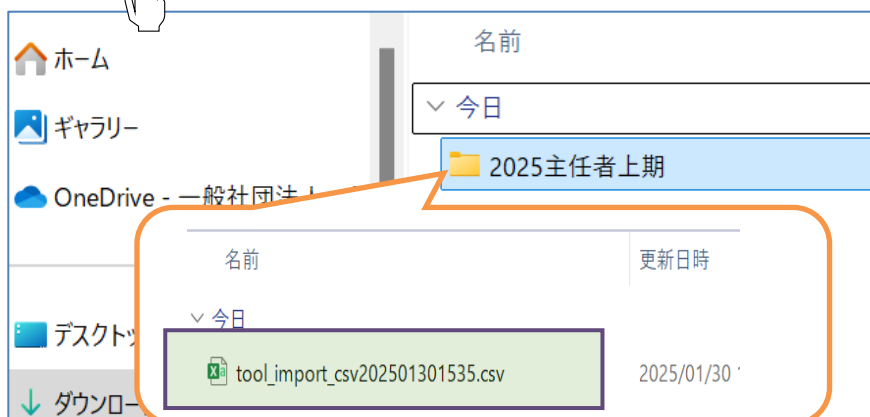 ホーム
ギャラリー
OneDrive - 一般社団法人
デスクトッ
ダウンロー
名前
今日
2025主任者上期
名前
更新日時
今日
tool_import_csv202501301535.csv
2025/01/30